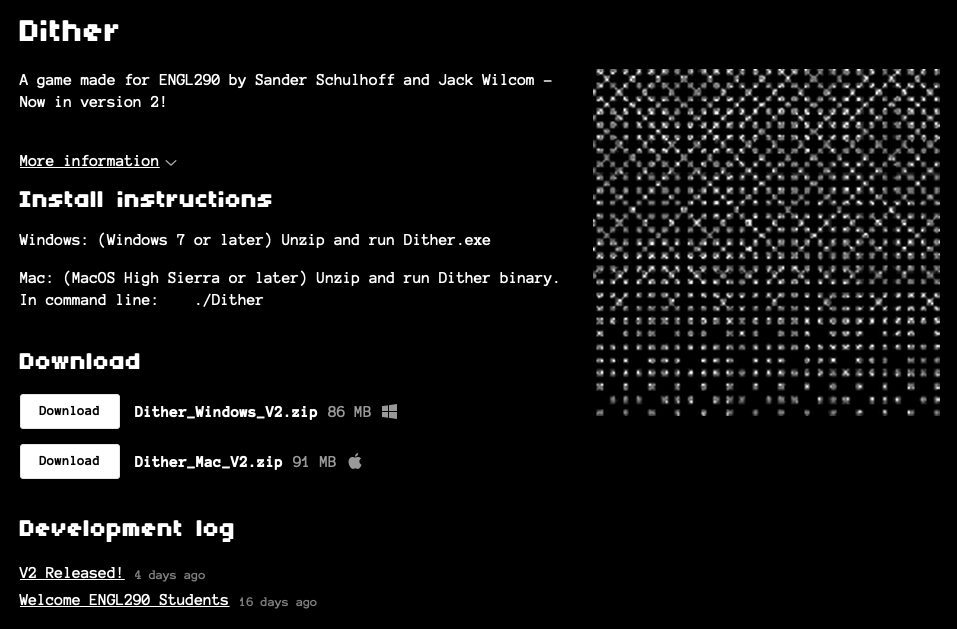 Dither
A game made for ENGL290 by Sander Schulhoff and Jack Wilcom -
Now in version 2!
More information
Install instructions
Windows: (Windows 7 or later) Unzip and run Dither.exe
Mac: (MacOS High Sierra or later) Unzip and run Dither binary.
In command line:    ./Dither
Download
Download Dither_Windows_V2.zip 86 MB
Download Dither_Mac_V2.zip 91 MB
Development log
V2 Released! 4 days ago
Welcome ENGL290 Students 16 days ago